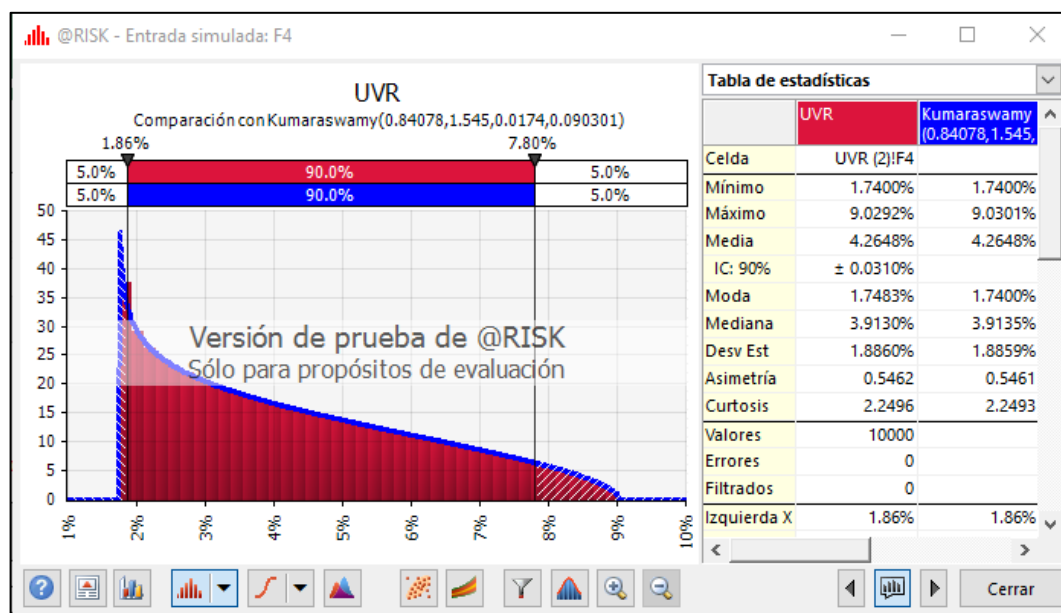 @RISK - Entrada simulada: F4
UVR
Comparación con Kumaraswamy(0.84078,1.545,0.0174,0.090301)
1.86% 7.80%
5.0% 90.0% 5.0%
5.0% 90.0% 5.0%
50
45
40
35
30
25
20
15
10
5
0
1% 2% 3% 4% 5% 6% 7% 8% 9% 10%
Versión de prueba de @RISK
Sólo para propósitos de evaluación
Tabla de estadísticas
UVR Kumaraswamy
(0.84078,1.545,
Celda UVR (2)!F4
Mínimo 1.7400% 1.7400%
Máximo 9.0292% 9.0301%
Media 4.2648% 4.2648%
IC: 90% ± 0.0310%
Moda 1.7483% 1.7400%
Mediana 3.9130% 3.9135%
Desv Est 1.8860% 1.8859%
Asimetría 0.5462 0.5461
Curtosis 2.2496 2.2493
Valores 10000
Errores 0
Filtrados 0
Izquierda X 1.86% 1.86%
Cerrar